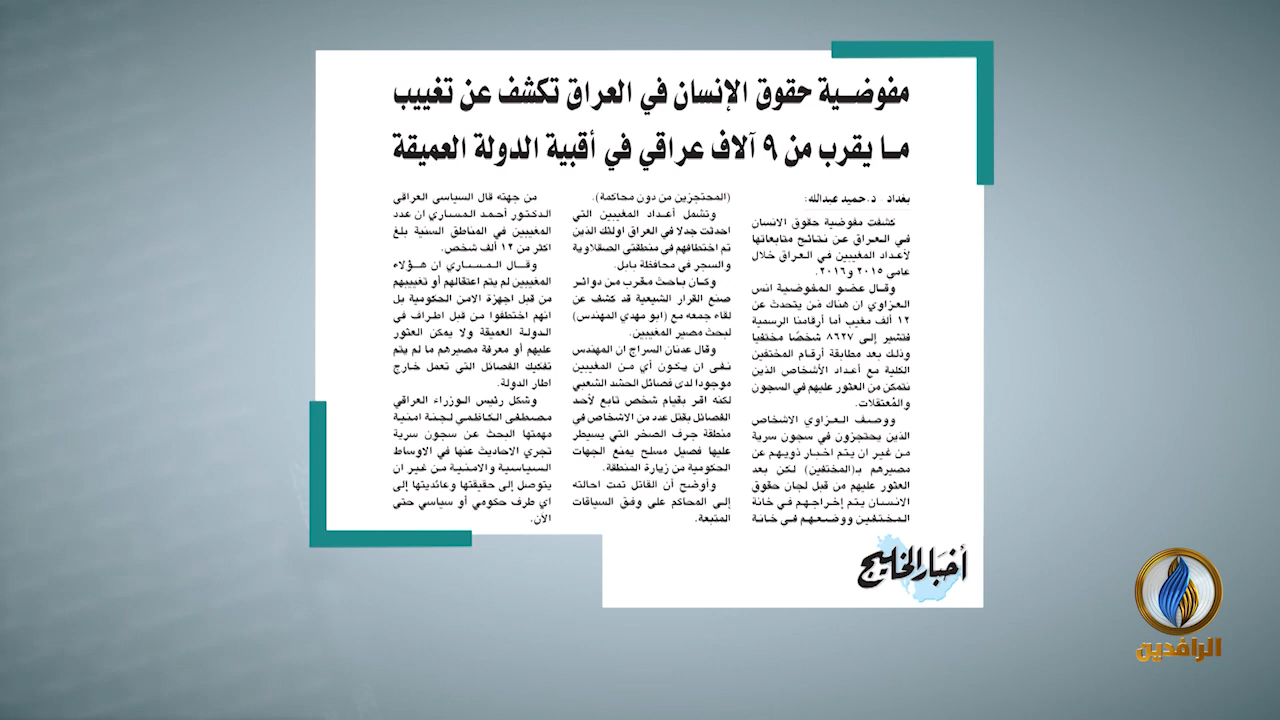 مفوضية حقوق الإنسان في العراق تكشف عن تغييب
ما يقرب من ٩ آلاف عراقي في أقبية الدولة العميقة
بغداد - د. حميد عبدالله:
كشفت مفوضية حقوق الانسان
في العراق عن نتائج متابعاتها
لأعداد المغيبين في العراق خلال
عامي ٢٠١٥ و٢٠١٦.
وقال عضو المفوضية انس
العزاوي ان هناك مَن يتحدث عن
١٢ ألف مغيب أما أرقامنا الرسمية
فتشير إلى ٨٦٢٧ شخصًا مختفيا
وذلك بعد مطابقة أرقام المختفين
الكلية مع أعداد الأشخاص الذين
نتمكن من العثور عليهم في السجون
والمُعتقلات.
ووصف العزاوي الاشخاص
الذين يحتجزون في سجون سرية
من غير ان يتم اخبار ذويهم عن
مصيرهم بـ(المختفين) لكن بعد
العثور عليهم من قبل لجان حقوق
الانسان يتم إخراجهم في خانة
المختفين ووضعهم في خانة
(المحتجزين من دون محاكمة).
وتشمل أعداد المغيبين التي
احدثت جدلا في العراق اولئك الذين
تم اختطافهم في منطقتي الصقلاوية
والسجر في محافظة بابل.
وكان باحث مقرب من دوائر
صنع القرار الشيعية قد كشف عن
لقاء جمعه مع (ابو مهدي المهندس)
لبحث مصير المغيبين.
وقال عدنان السراج ان المهندس
نفى ان يكون أي من المغيبين
موجودا لدى فصائل الحشد الشعبي
لكنه اقر بقيام شخص تابع لأحد
الفصائل بقتل عدد من الاشخاص في
منطقة جرف الصخر التي يسيطر
عليها فصيل مسلح يمنع الجهات
الحكومية من زيارة المنطقة.
وأوضح أن القاتل تمت احالته
إلى المحاكم على وفق السياقات
المتبعة.
من جهته قال السياسي العراقي
الدكتور أحمد المساري ان عدد
المغيبين في المناطق السنية بلغ
اكثر من ١٢ ألف شخص.
وقال المساري ان هؤلاء
المغيبين لم يتم اعتقالهم أو تغييبهم
من قبل اجهزة الامن الحكومية بل
انهم اختطفوا من قبل اطراف في
الدولة العميقة ولا يمكن العثور
عليهم أو معرفة مصيرهم ما لم يتم
تفكيك الفصائل التي تعمل خارج
اطار الدولة.
وشكل رئيس الوزراء العراقي
مصطفى الكاظمي لجنة امنية
مهمتها البحث عن سجون سرية
تجري الاحاديث عنها في الاوساط
السياسية والامنية من غير ان
يتوصل إلى حقيقتها وعائديتها إلى
اي طرف حكومي أو سياسي حتى
الآن.
أخبار الخليج
الرافدين